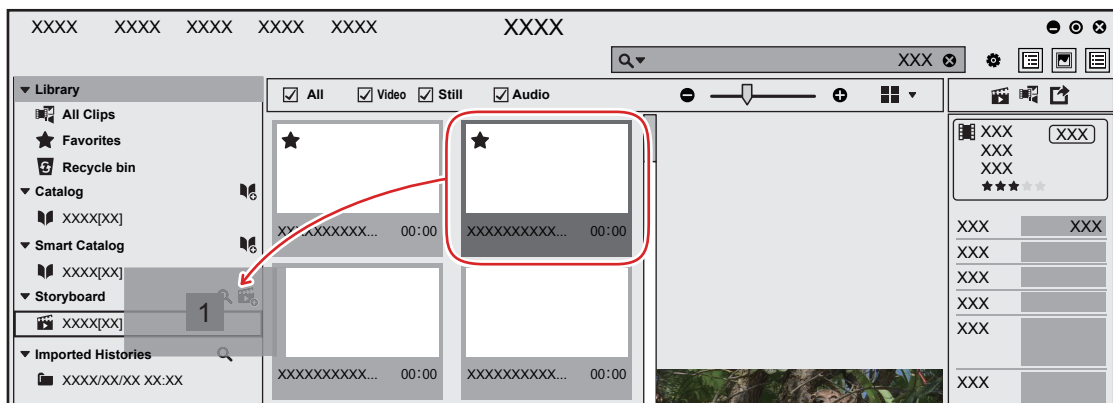 XXXX XXXX XXXX XXXX XXXX XXXX
XXX
Library
All Clips
Favorites
Recycle bin
Catalog
XXXX[XX]
Smart Catalog
XXXX[XX]
Storyboard
XXXX[XX]
1
Imported Histories
XXXX/XX/XX XX:XX
All Video Still Audio
XXXXXXXXXX... 00:00
XXXXXXXXXX... 00:00
XXXXXXXXXX... 00:00
XXXXXXXXXX... 00:00
XXX XXX
XXX
XXX
XXX XXX
XXX
XXX
XXX
XXX
XXX